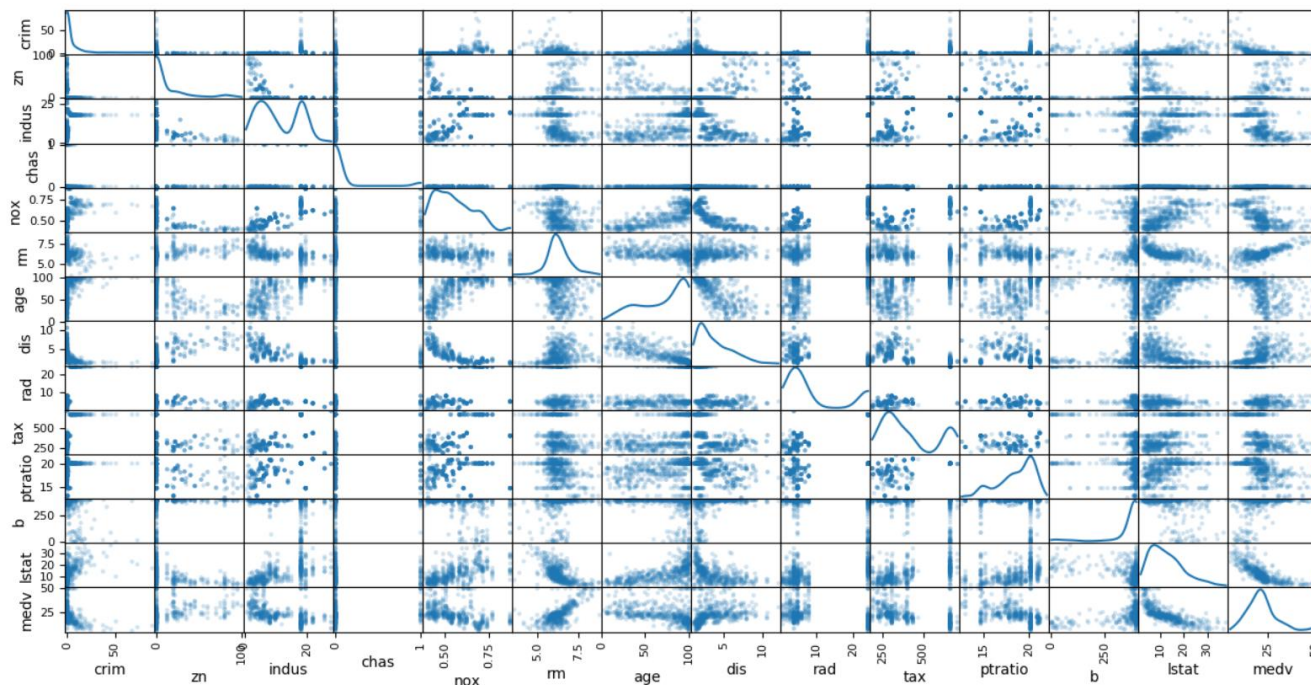 crim 50 0
zn 100 0
indus 25 0
chas 1 0
nox 0.75 0.50
rm 7.5 5.0
age 100 50 0
dis 10 5
rad 20 10
tax 500 250
ptratio 20 15
b 250 0
lstat 30 20 10
medv 50 25
0 50 0 100 0 20 0 1 0.50 0.75 5.0 7.5 0 50 100 5 10 10 20 250 500 15 20 0 250 10 20 30 25 50
crim zn indus chas nox rm age dis rad tax ptratio b lstat medv